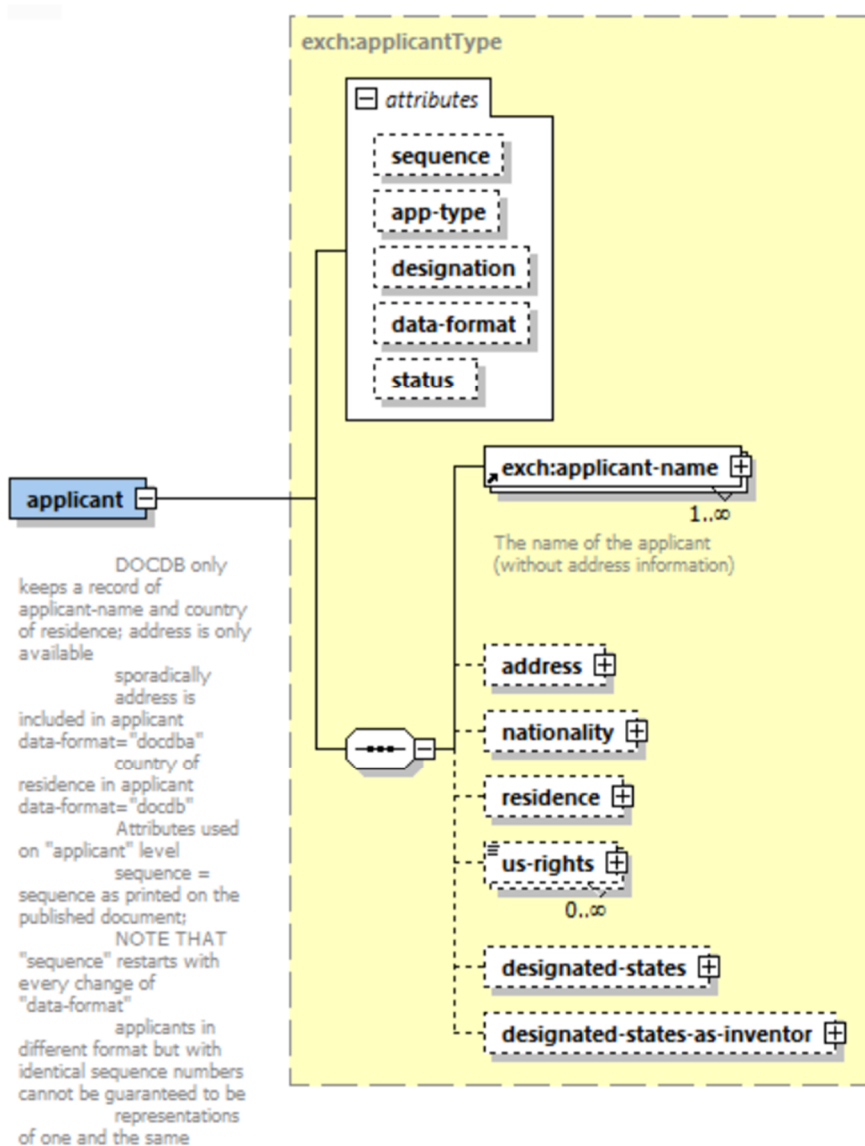 exch:applicantType
attributes
sequence
app-type
designation
data-format
status
applicant
exch:applicant-name
1..∞
The name of the applicant
(without address information)
DOCDB only
keeps a record of
applicant-name and country
of residence; address is only
available
sporadically
address is
included in applicant
data-format="docdba"
country of
residence in applicant
data-format="docdb"
Attributes used
on "applicant" level
sequence =
sequence as printed on the
published document;
NOTE THAT
"sequence" restarts with
every change of
"data-format"
applicants in
different format but with
identical sequence numbers
cannot be guaranteed to be
representations
of one and the same
address
nationality
residence
us-rights
0..∞
designated-states
designated-states-as-inventor